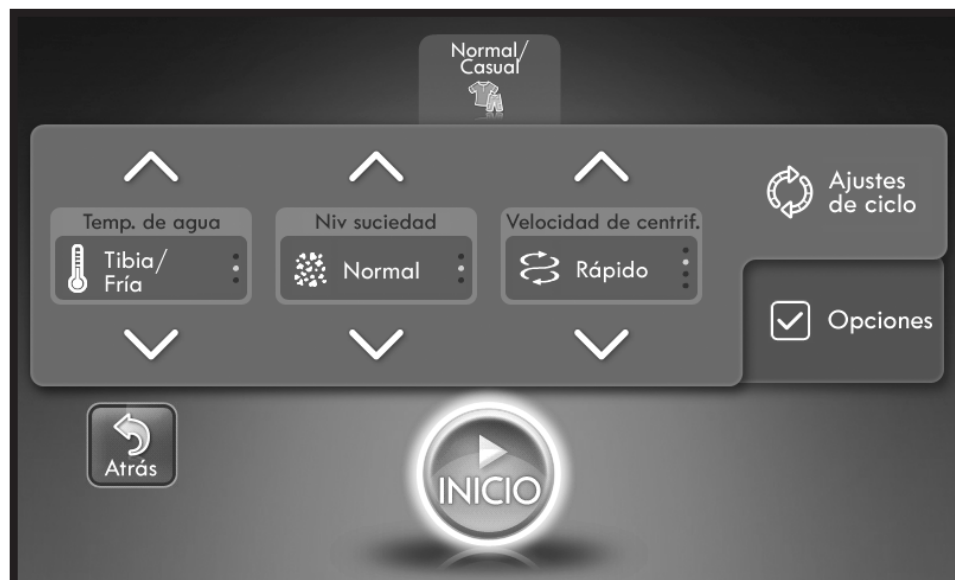 Normal/
Casual
Temp. de agua
Tibia/
Fría
Niv suciedad
Normal
Velocidad de centrif.
Rápido
Ajustes
de ciclo
Opciones
Atrás
INICIO